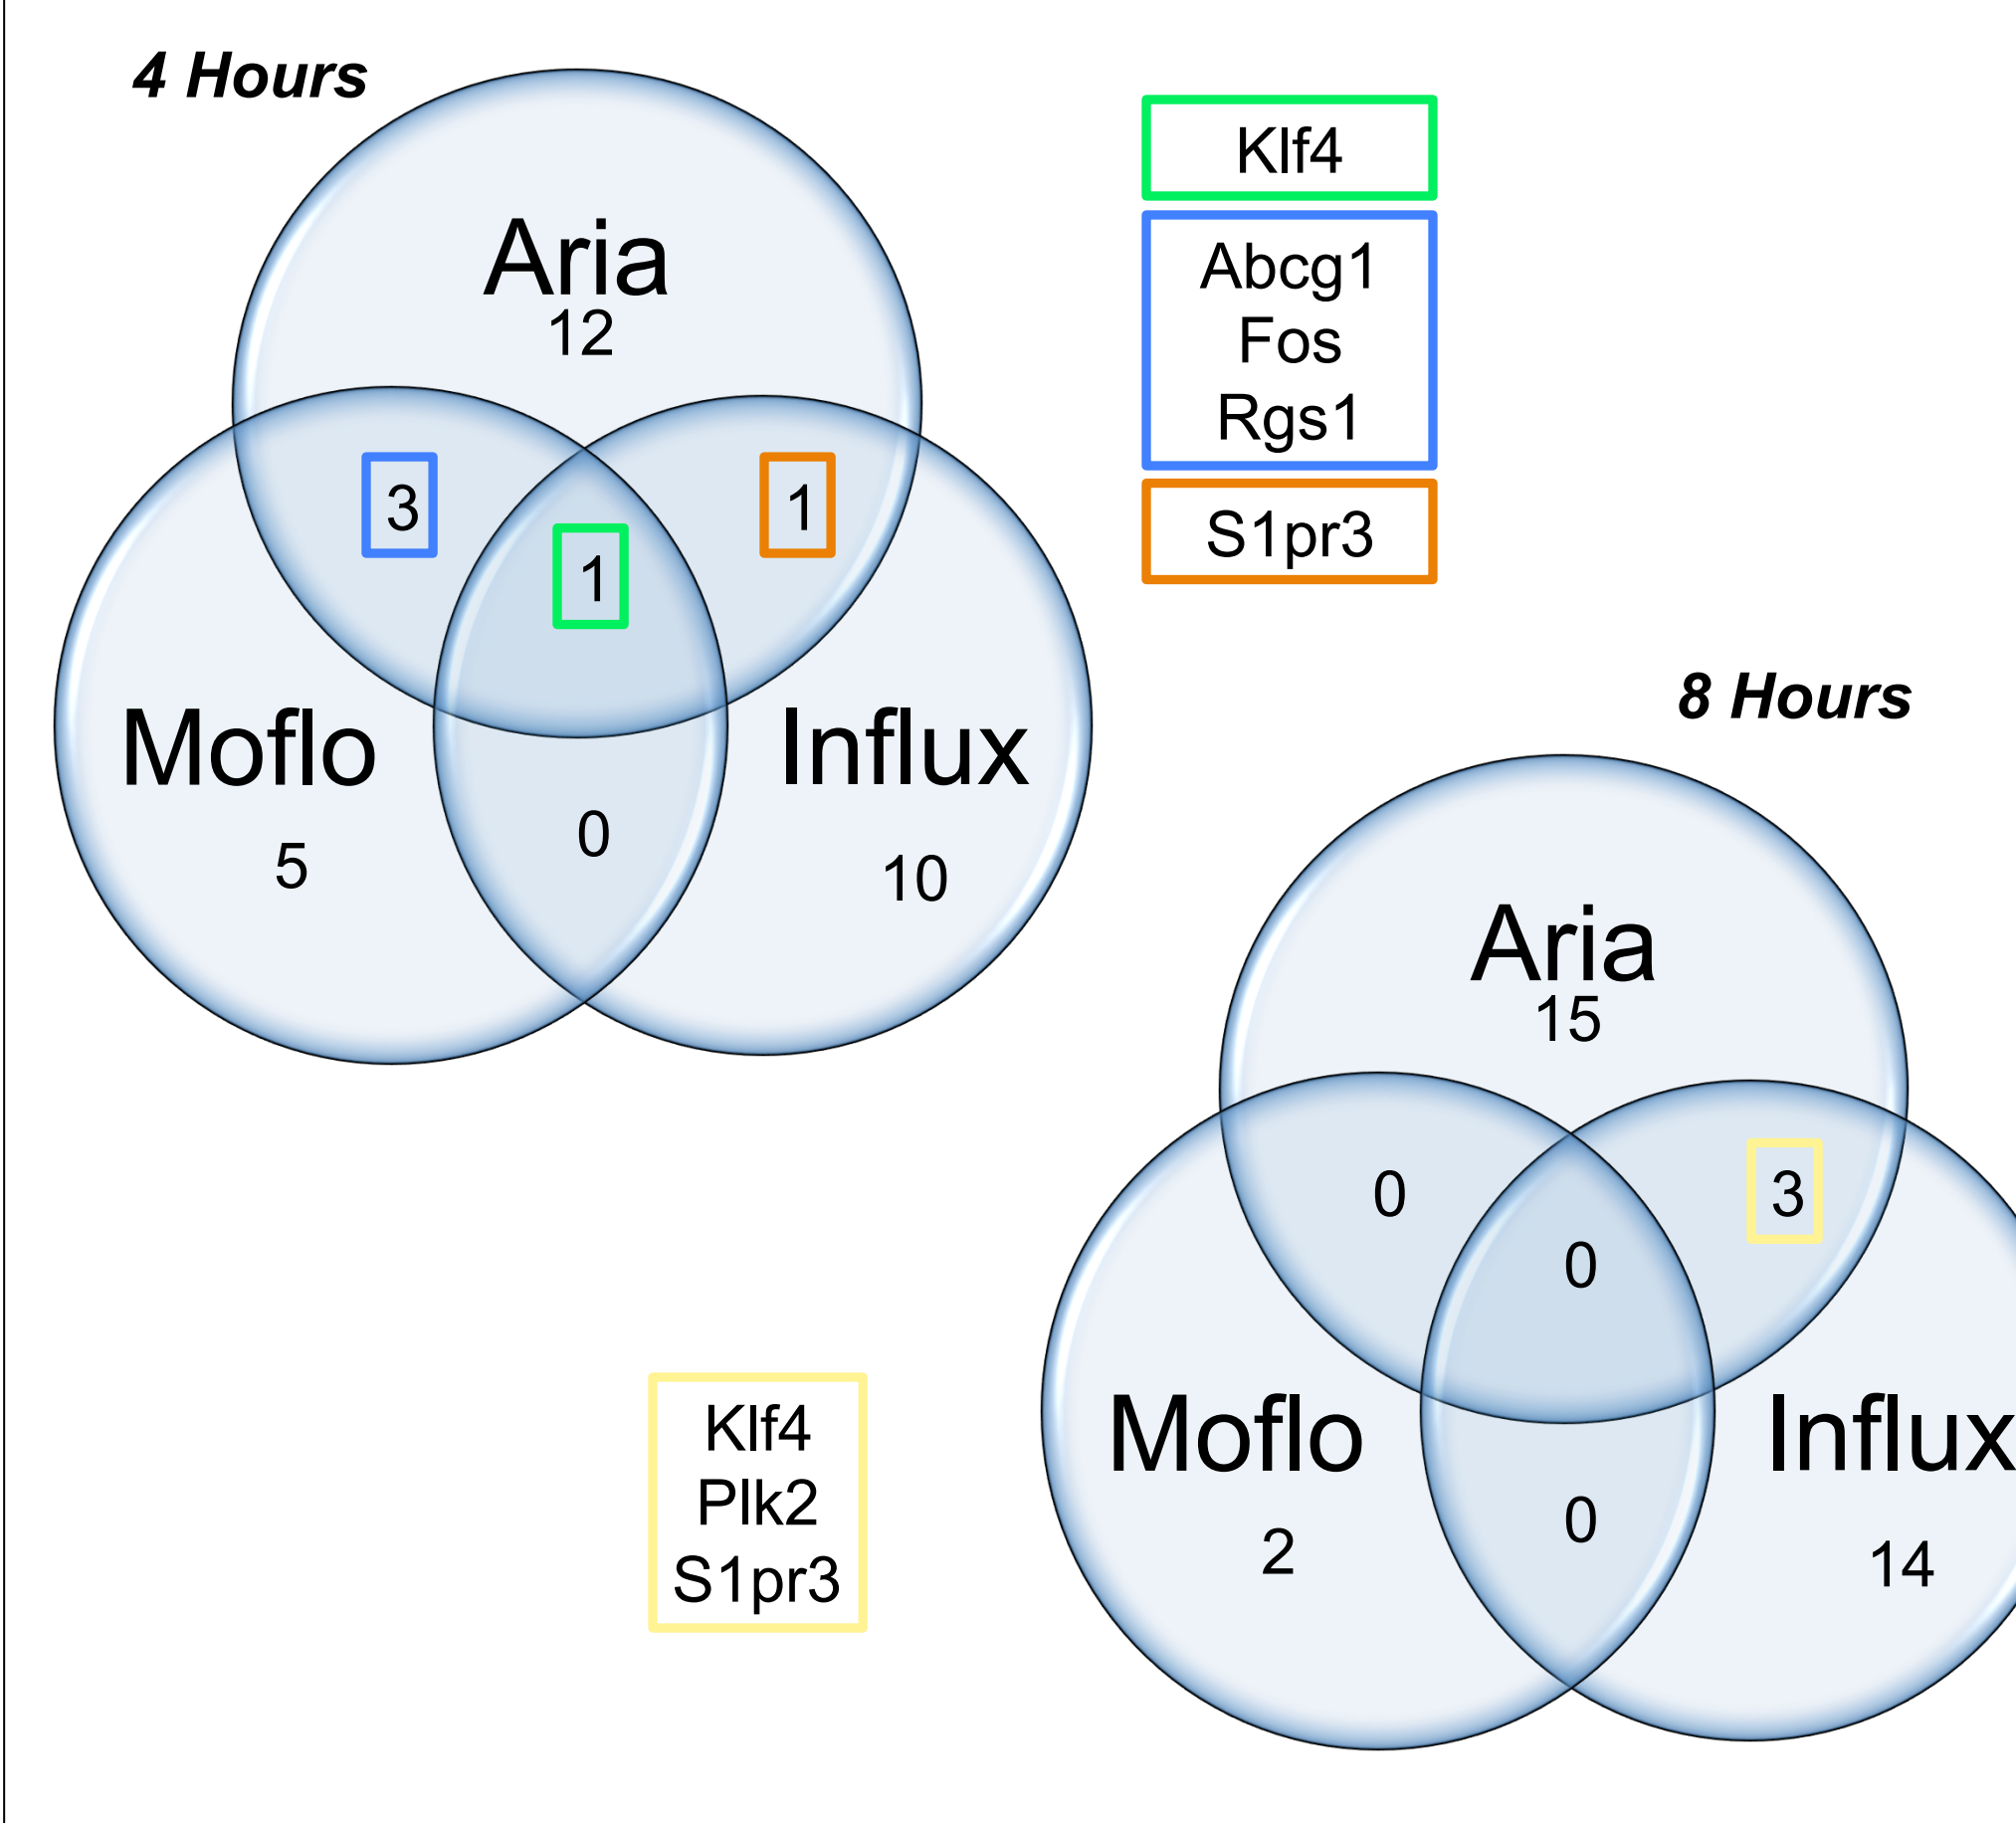 4 Hours
Aria
12
3
1
1
Moflo
Influx
0
5
10
Klf4
Abcg1
Fos
Rgs1
S1pr3
8 Hours
Aria
15
0
3
0
Moflo
Influx
0
2
14
Klf4
Plk2
S1pr3